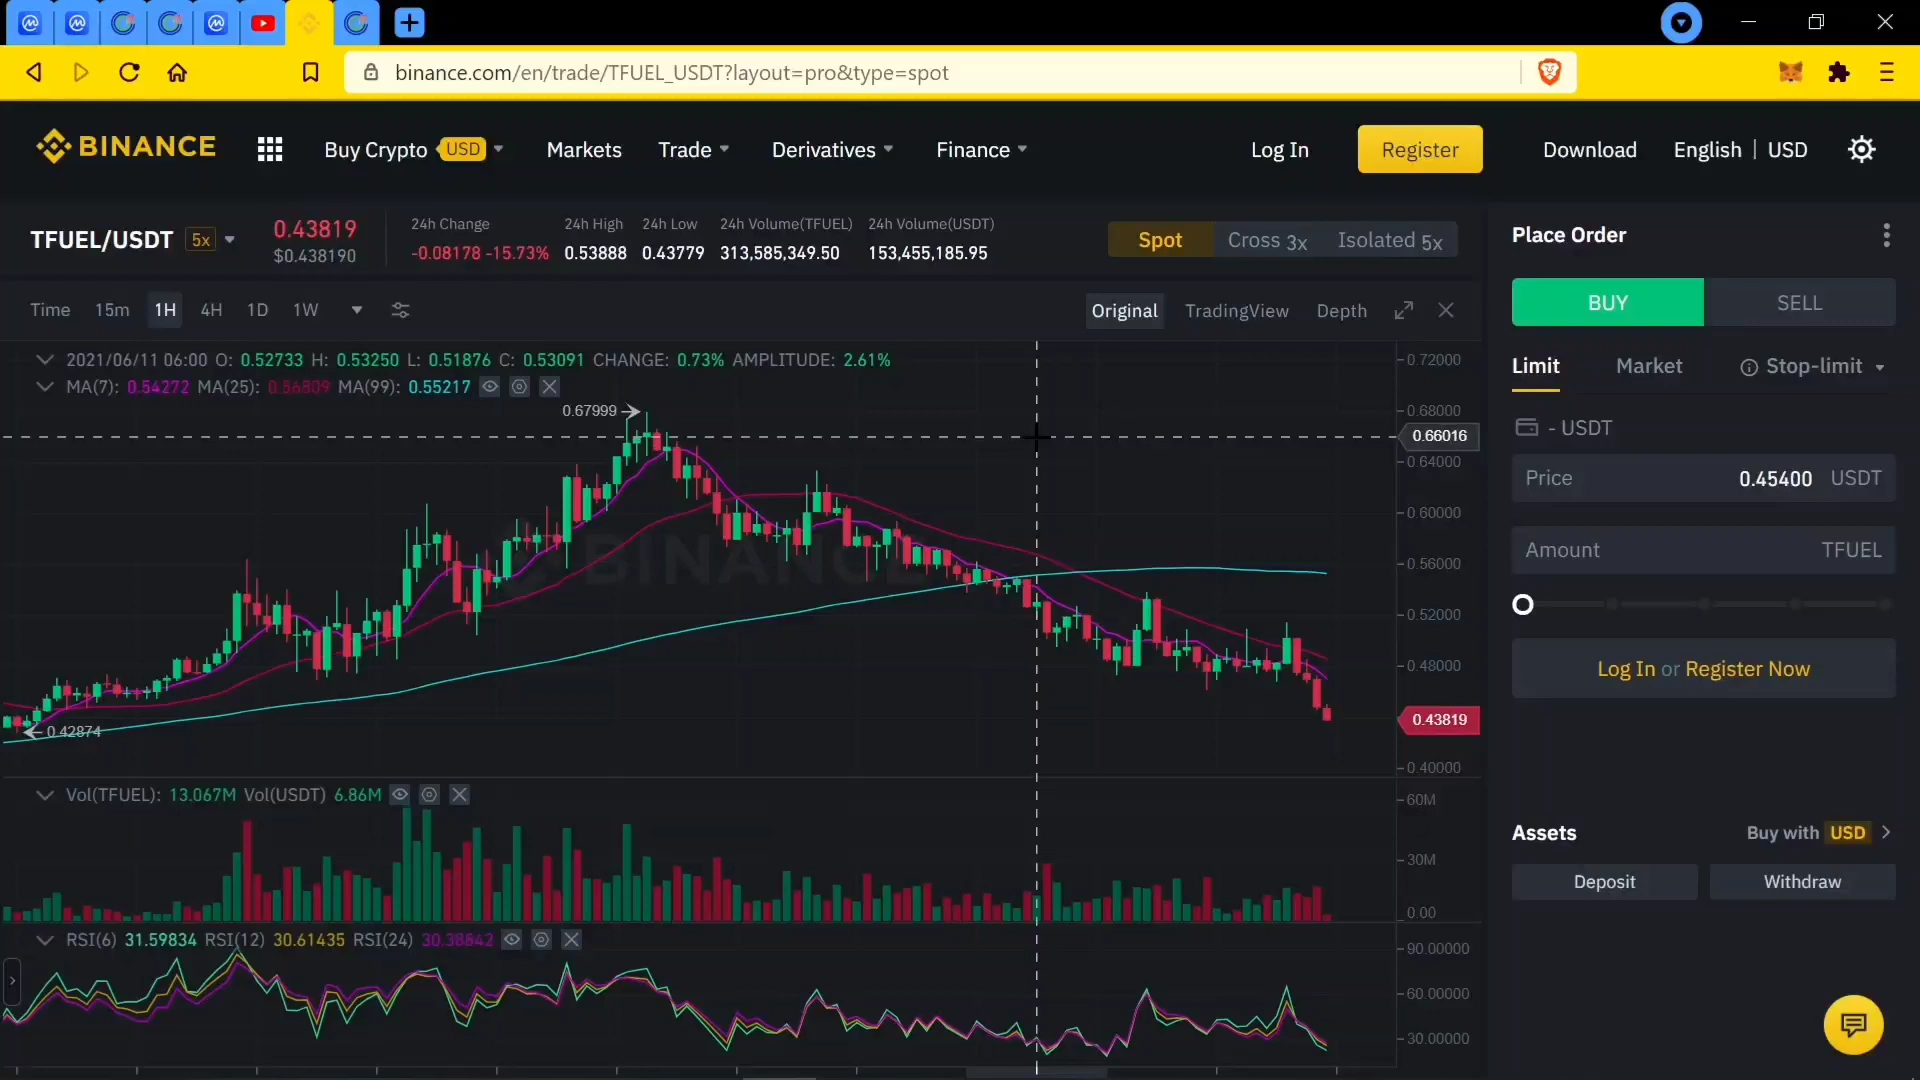 binance.com/en/trade/TFUEL_USDT?layout=pro&type=spot
BINANCE Buy Crypto USD Markets Trade Derivatives Finance Log In Register Download English | USD
TFUEL/USDT 5x 0.43819 $0.438190
24h Change 24h High 24h Low 24h Volume(TFUEL) 24h Volume(USDT)
-0.08178 -15.73% 0.53888 0.43779 313,585,349.50 153,455,185.95
Spot Cross 3x Isolated 5x
Time 15m 1H 4H 1D 1W Original TradingView Depth
2021/06/11 06:00 O: 0.52733 H: 0.53250 L: 0.51876 C: 0.53091 CHANGE: 0.73% AMPLITUDE: 2.61%
MA(7): 0.54272 MA(25): 0.56809 MA(99): 0.55217
0.67999
0.42874
BINANCE
0.72000
0.68000
0.66016
0.64000
0.60000
0.56000
0.52000
0.48000
0.43819
0.40000
Vol(TFUEL): 13.067M Vol(USDT) 6.86M
60M
30M
0.00
RSI(6) 31.59834 RSI(12) 30.61435 RSI(24) 30.38842
90.00000
60.00000
30.00000
Place Order
BUY SELL
Limit Market Stop-limit
- USDT
Price 0.45400 USDT
Amount TFUEL
Log In or Register Now
Assets Buy with USD
Deposit Withdraw